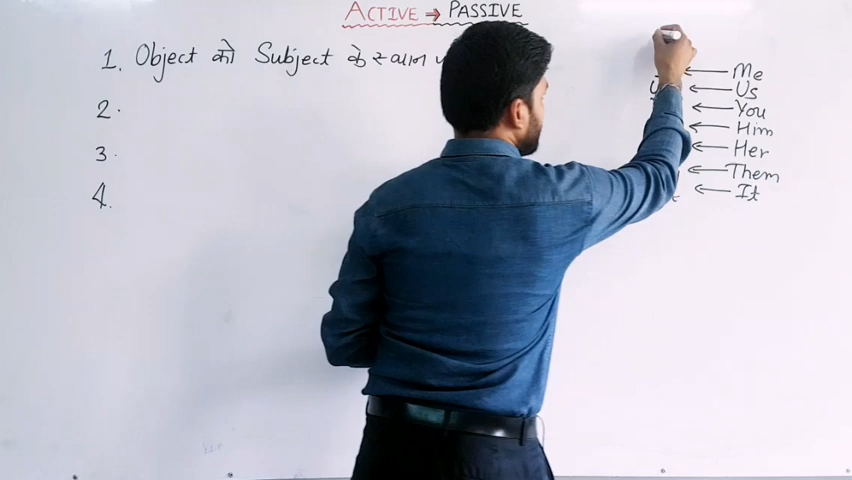 ACTIVE → PASSIVE
1. Object को Subject के स्थान
2.
3.
4.
← Me
← Us
← You
← Him
← Her
← Them
← It